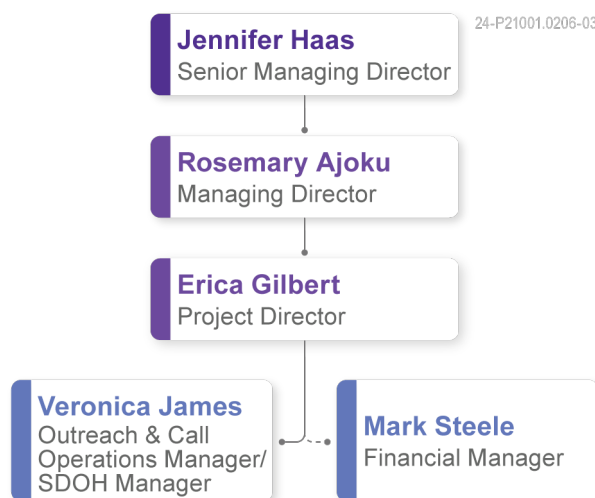 24-P21001.0206-03
Jennifer Haas
Senior Managing Director
Rosemary Ajoku
Managing Director
Erica Gilbert
Project Director
Veronica James
Outreach & Call
Operations Manager/
SDOH Manager
Mark Steele
Financial Manager